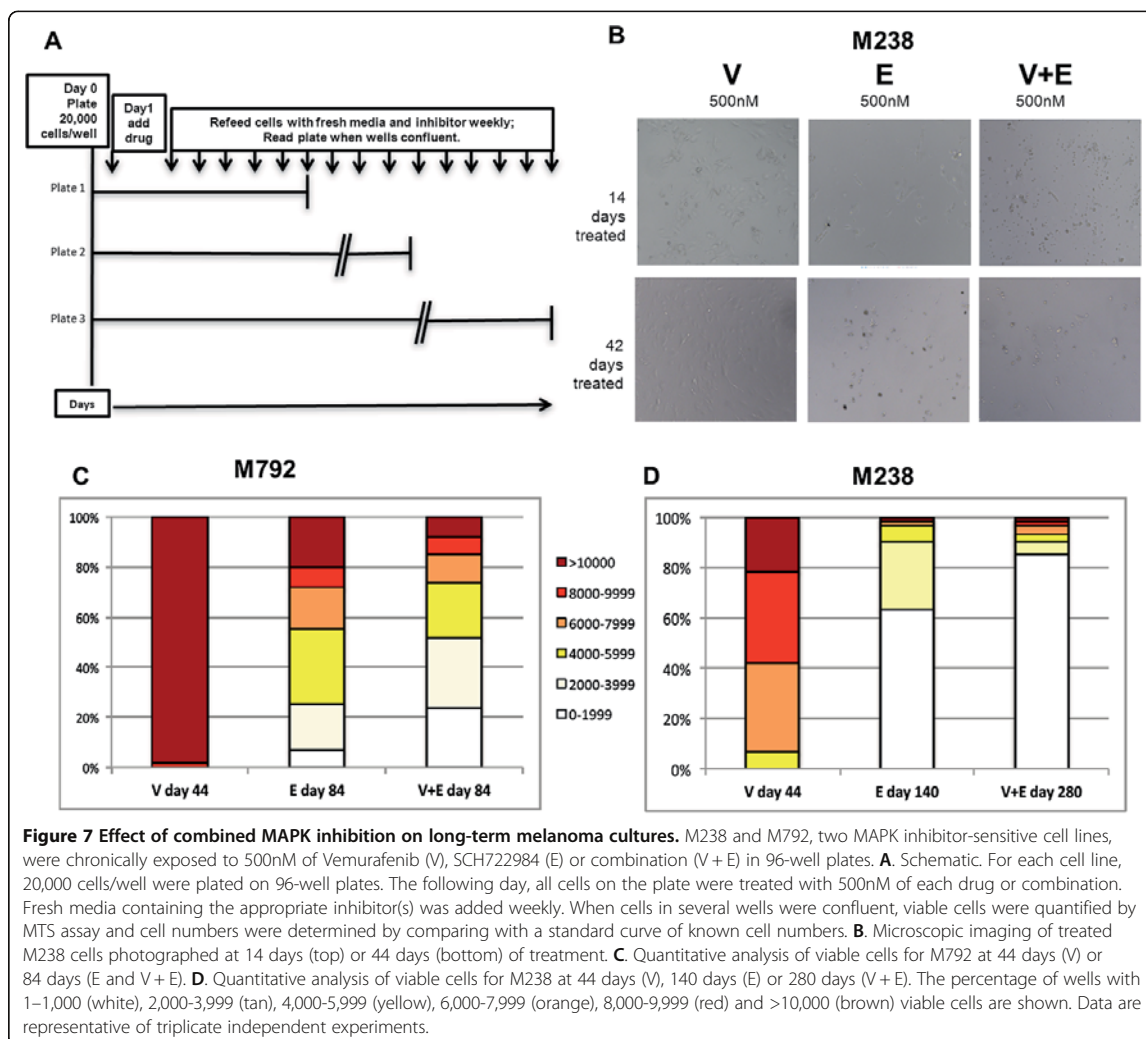 A
Day 0
Plate
20,000
cells/well
Day1
add
drug
Refeed cells with fresh media and inhibitor weekly;
Read plate when wells confluent.
Plate 1
Plate 2
Plate 3
Days
B
M238
V
E
V+E
500nM
500nM
500nM
14
days
treated
42
days
treated
C
M792
100%
80%
60%
40%
20%
0%
V day 44
E day 84
V+E day 84
>10000
8000-9999
6000-7999
4000-5999
2000-3999
0-1999
D
M238
100%
80%
60%
40%
20%
0%
V day 44
E day 140
V+E day 280
Figure 7 Effect of combined MAPK inhibition on long-term melanoma cultures. M238 and M792, two MAPK inhibitor-sensitive cell lines,
were chronically exposed to 500nM of Vemurafenib (V), SCH722984 (E) or combination (V + E) in 96-well plates. A. Schematic. For each cell line,
20,000 cells/well were plated on 96-well plates. The following day, all cells on the plate were treated with 500nM of each drug or combination.
Fresh media containing the appropriate inhibitor(s) was added weekly. When cells in several wells were confluent, viable cells were quantified by
MTS assay and cell numbers were determined by comparing with a standard curve of known cell numbers. B. Microscopic imaging of treated
M238 cells photographed at 14 days (top) or 44 days (bottom) of treatment. C. Quantitative analysis of viable cells for M792 at 44 days (V) or
84 days (E and V + E). D. Quantitative analysis of viable cells for M238 at 44 days (V), 140 days (E) or 280 days (V + E). The percentage of wells with
1–1,000 (white), 2,000-3,999 (tan), 4,000-5,999 (yellow), 6,000-7,999 (orange), 8,000-9,999 (red) and >10,000 (brown) viable cells are shown. Data are
representative of triplicate independent experiments.